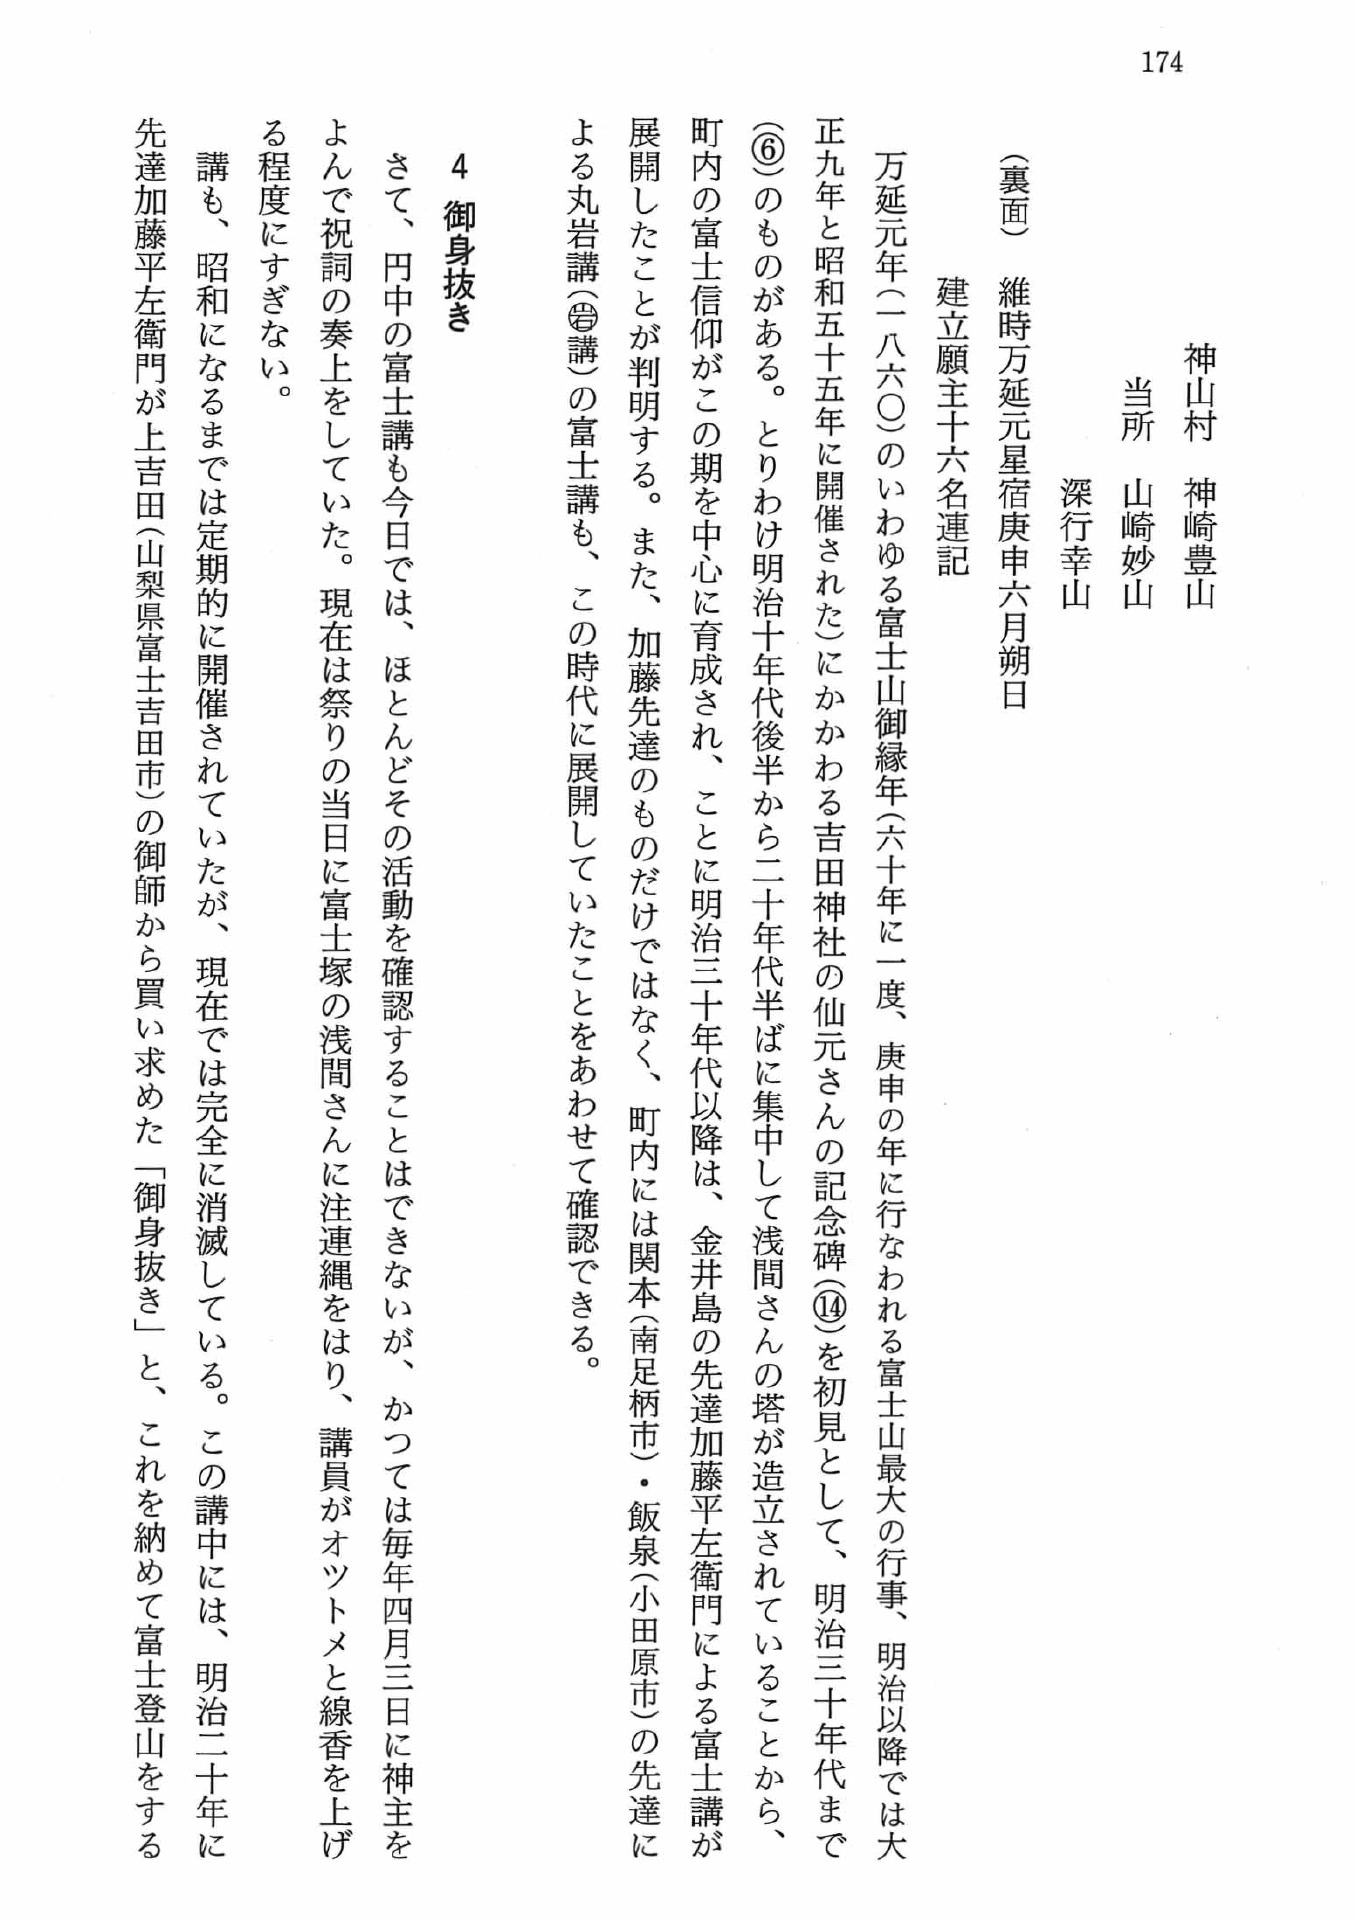 174
神山村　神崎豊山
当所　山崎妙山
深行幸山
（裏面）　維時万延元星宿庚申六月朔日
建立願主十六名連記
万延元年（一八六〇）のいわゆる富士山御縁年（六十年に一度、庚申の年に行なわれる富士山最大の行事、明治以降では大
正九年と昭和五十五年に開催された）にかかわる吉田神社の仙元さんの記念碑（⑭）を初見として、明治三十年代まで
（⑥）のものがある。とりわけ明治十年代後半から二十年代半ばに集中して浅間さんの塔が造立されていることから、
町内の富士信仰がこの期を中心に育成され、ことに明治三十年代以降は、金井島の先達加藤平左衛門による富士講が
展開したことが判明する。また、加藤先達のものだけではなく、町内には関本（南足柄市）・飯泉（小田原市）の先達に
よる丸岩講（㊂講）の富士講も、この時代に展開していたことをあわせて確認できる。
4　御身抜き
さて、円中の富士講も今日では、ほとんどその活動を確認することはできないが、かつては毎年四月三日に神主を
よんで祝詞の奏上をしていた。現在は祭りの当日に富士塚の浅間さんに注連縄をはり、講員がオツトメと線香を上げ
る程度にすぎない。
講も、昭和になるまでは定期的に開催されていたが、現在では完全に消滅している。この講中には、明治二十年に
先達加藤平左衛門が上吉田（山梨県富士吉田市）の御師から買い求めた「御身抜き」と、これを納めて富士登山をする